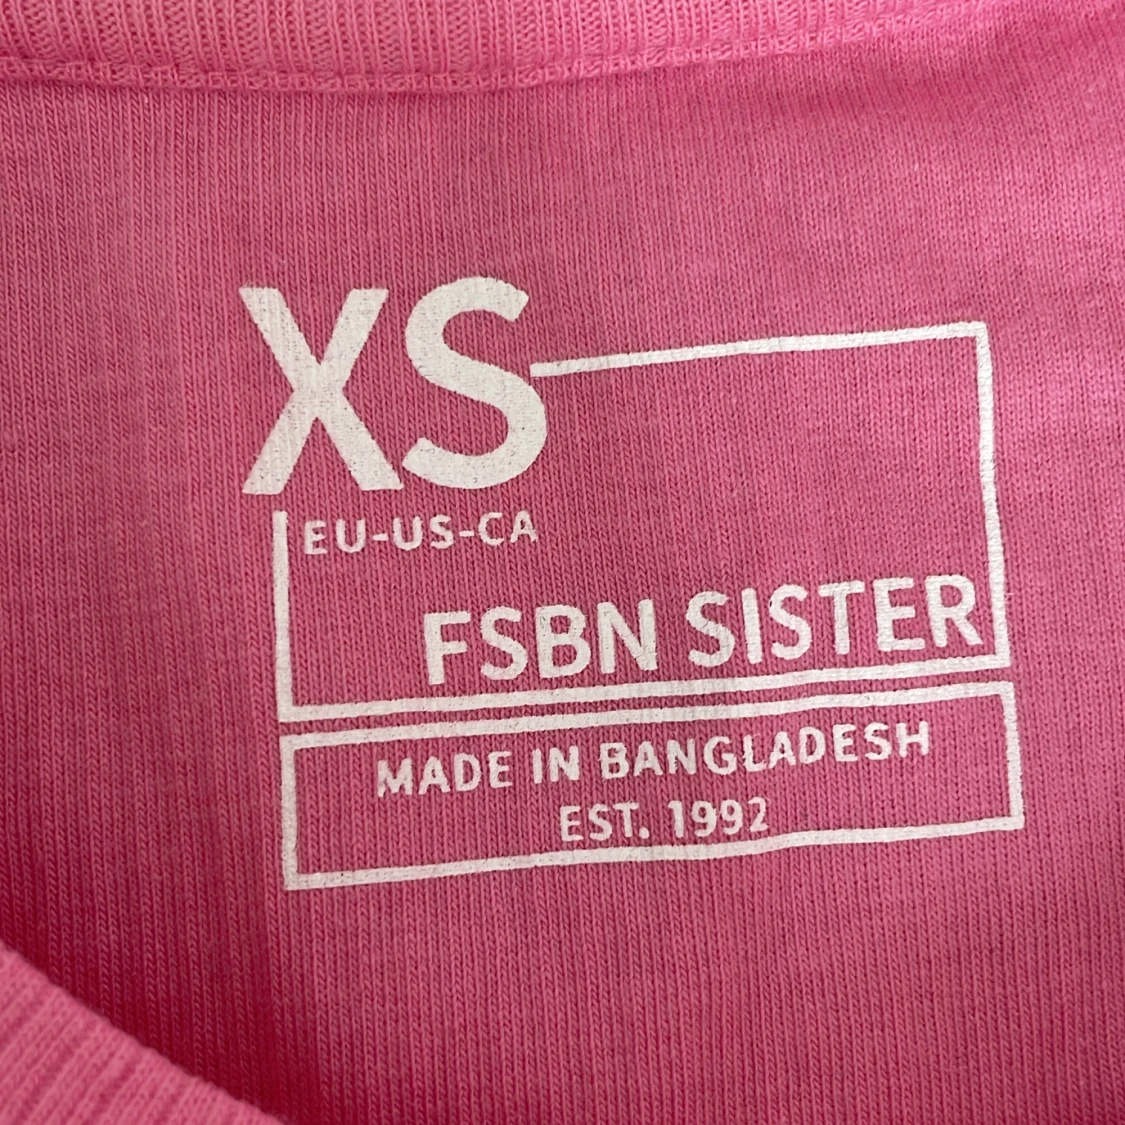 XS
EU-US-CA
FSBN SISTER
MADE IN BANGLADESH
EST. 1992